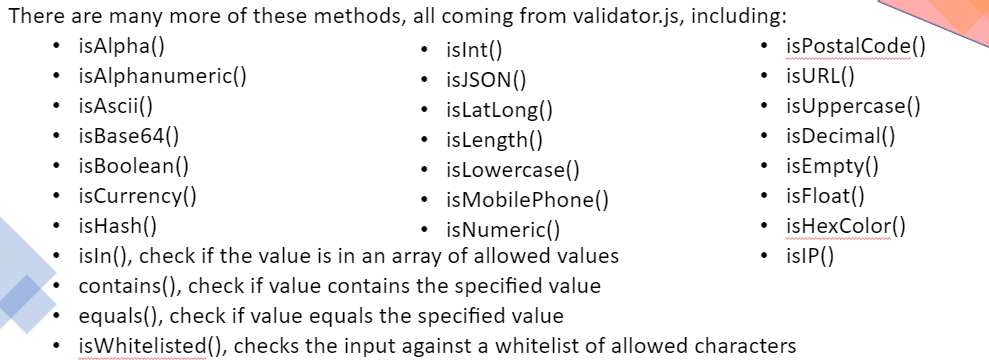 There are many more of these methods, all coming from validator.js, including:
• isAlpha()
• isAlphanumeric()
• isAscii()
• isBase64()
• isBoolean()
• isCurrency()
• isHash()
• isIn(), check if the value is in an array of allowed values
• contains(), check if value contains the specified value
• equals(), check if value equals the specified value
• isWhitelisted(), checks the input against a whitelist of allowed characters
• isInt()
• isJSON()
• isLatLong()
• isLength()
• isLowercase()
• isMobilePhone()
• isNumeric()
• isPostalCode()
• isURL()
• isUppercase()
• isDecimal()
• isEmpty()
• isFloat()
• isHexColor()
• isIP()